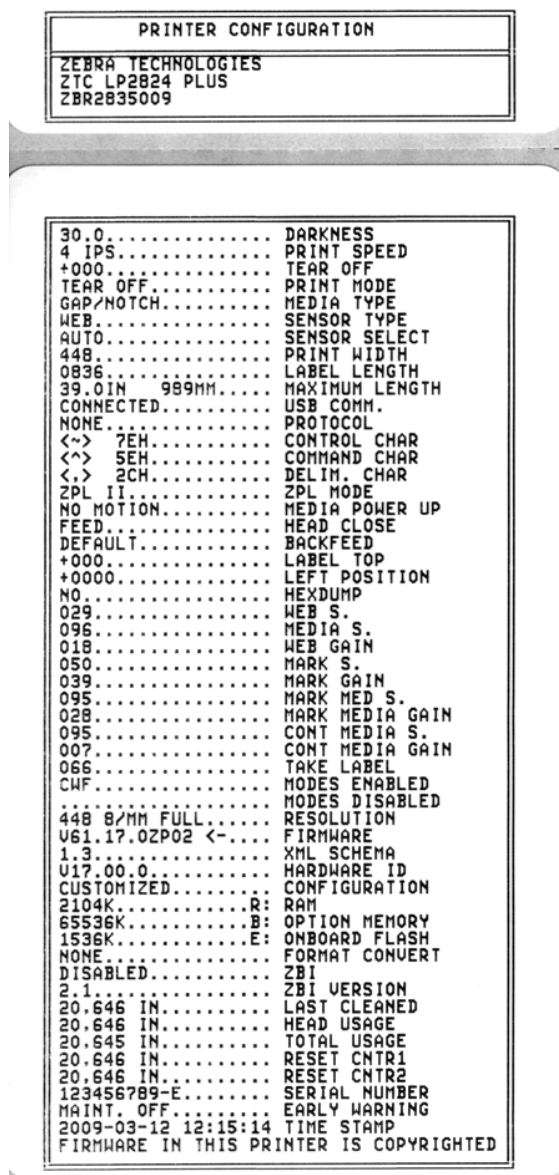 PRINTER CONFIGURATION
ZEBRA TECHNOLOGIES
ZTC LP2824 PLUS
ZBR2835009
30.0............... DARKNESS
4 IPS.............. PRINT SPEED
+000............... TEAR OFF
TEAR OFF........... PRINT MODE
GAP/NOTCH.......... MEDIA TYPE
WEB................ SENSOR TYPE
AUTO............... SENSOR SELECT
448................ PRINT WIDTH
0836............... LABEL LENGTH
39.0IN   989MM..... MAXIMUM LENGTH
CONNECTED.......... USB COMM.
NONE............... PROTOCOL
<~>  7EH........... CONTROL CHAR
<^>  5EH........... COMMAND CHAR
<,>  2CH........... DELIM. CHAR
ZPL II............. ZPL MODE
NO MOTION.......... MEDIA POWER UP
FEED............... HEAD CLOSE
DEFAULT............ BACKFEED
+000............... LABEL TOP
+0000.............. LEFT POSITION
NO................. HEXDUMP
029................ WEB S.
096................ MEDIA S.
018................ WEB GAIN
050................ MARK S.
039................ MARK GAIN
095................ MARK MED S.
028................ MARK MEDIA GAIN
095................ CONT MEDIA S.
007................ CONT MEDIA GAIN
066................ TAKE LABEL
CWF................ MODES ENABLED
................... MODES DISABLED
448 8/MM FULL...... RESOLUTION
V61.17.0ZP02 <-.... FIRMWARE
1.3................ XML SCHEMA
V17.00.0........... HARDWARE ID
CUSTOMIZED......... CONFIGURATION
2104K............R: RAM
65536K...........B: OPTION MEMORY
1536K............E: ONBOARD FLASH
NONE............... FORMAT CONVERT
DISABLED........... ZBI
2.1................ ZBI VERSION
20,646 IN.......... LAST CLEANED
20,646 IN.......... HEAD USAGE
20,645 IN.......... TOTAL USAGE
20,646 IN.......... RESET CNTR1
20,646 IN.......... RESET CNTR2
123456789-E........ SERIAL NUMBER
MAINT. OFF......... EARLY WARNING
2009-03-12 12:15:14 TIME STAMP
FIRMWARE IN THIS PRINTER IS COPYRIGHTED